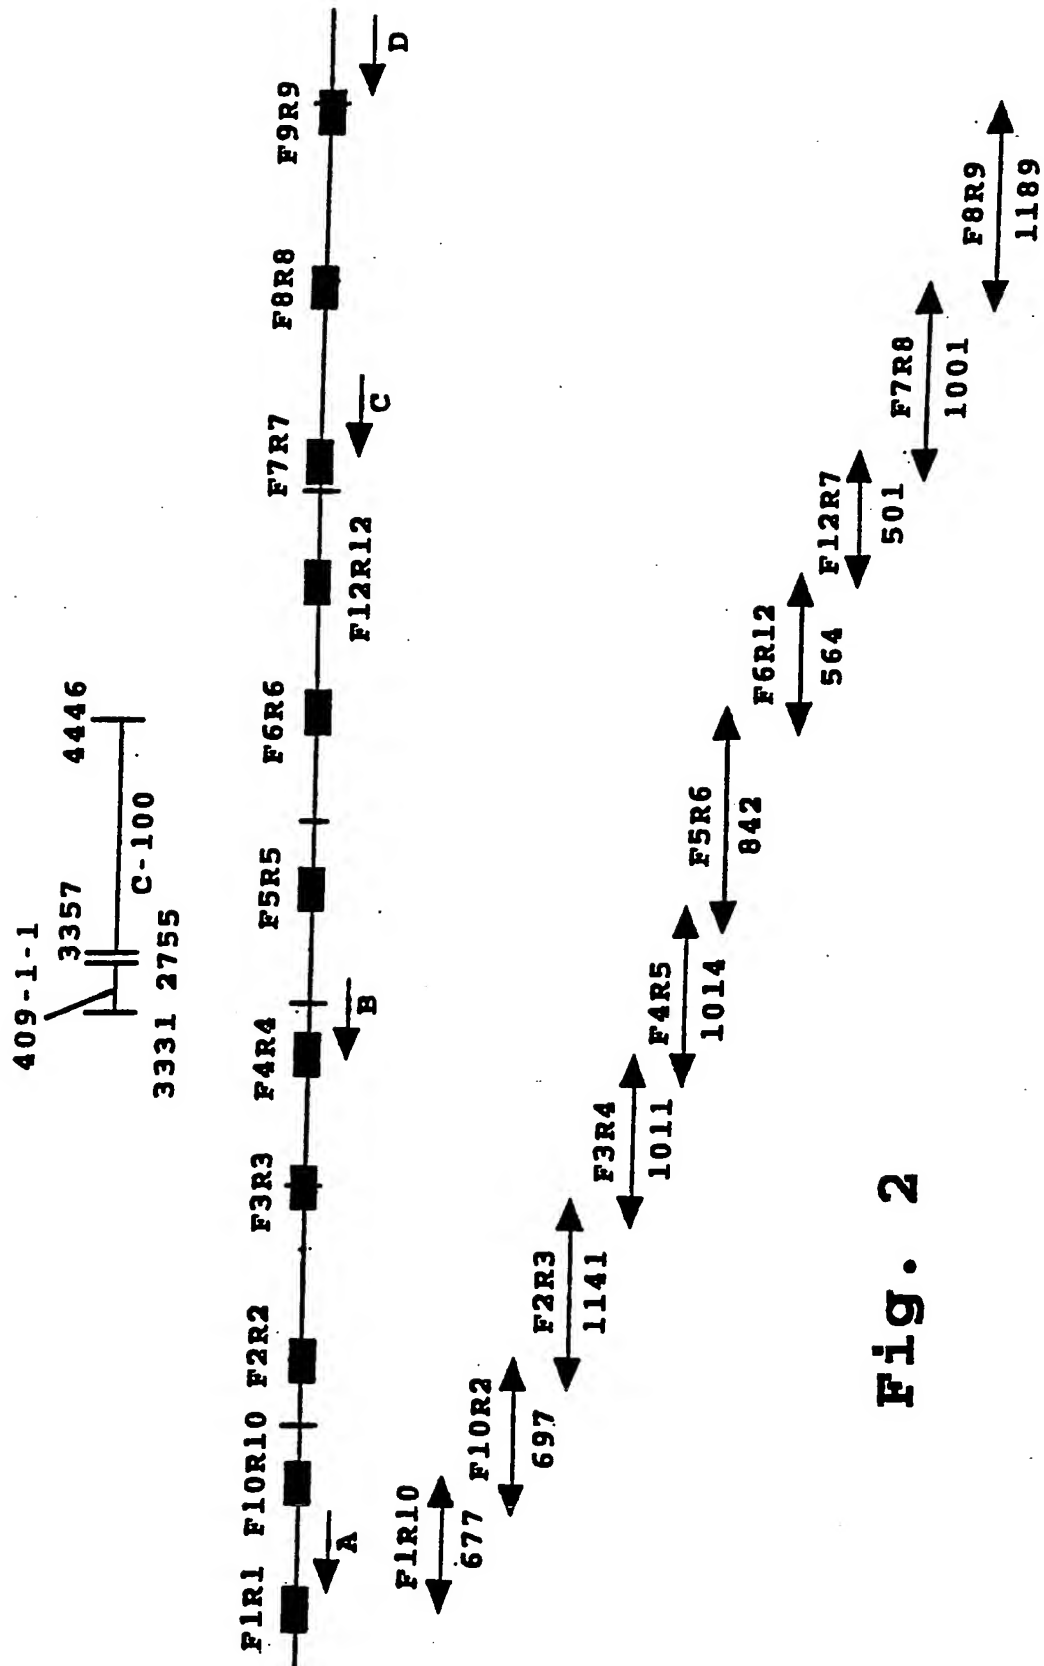 409-1-1
3357
4446
C-100
3331 2755
F1R1 F10R10 F2R2 F3R3 F4R4 F5R5 F6R6 F7R7 F8R8 F9R9
F12R12
A
B
C
D
F1R10
677
F10R2
697
F2R3
1141
F3R4
1011
F4R5
1014
F5R6
842
F6R12
564
F12R7
501
F7R8
1001
F8R9
1189
Fig. 2